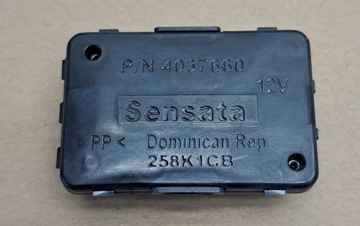 P/N 4037660
12V
Sensata
> PP < Dominican Rep
258K1CB